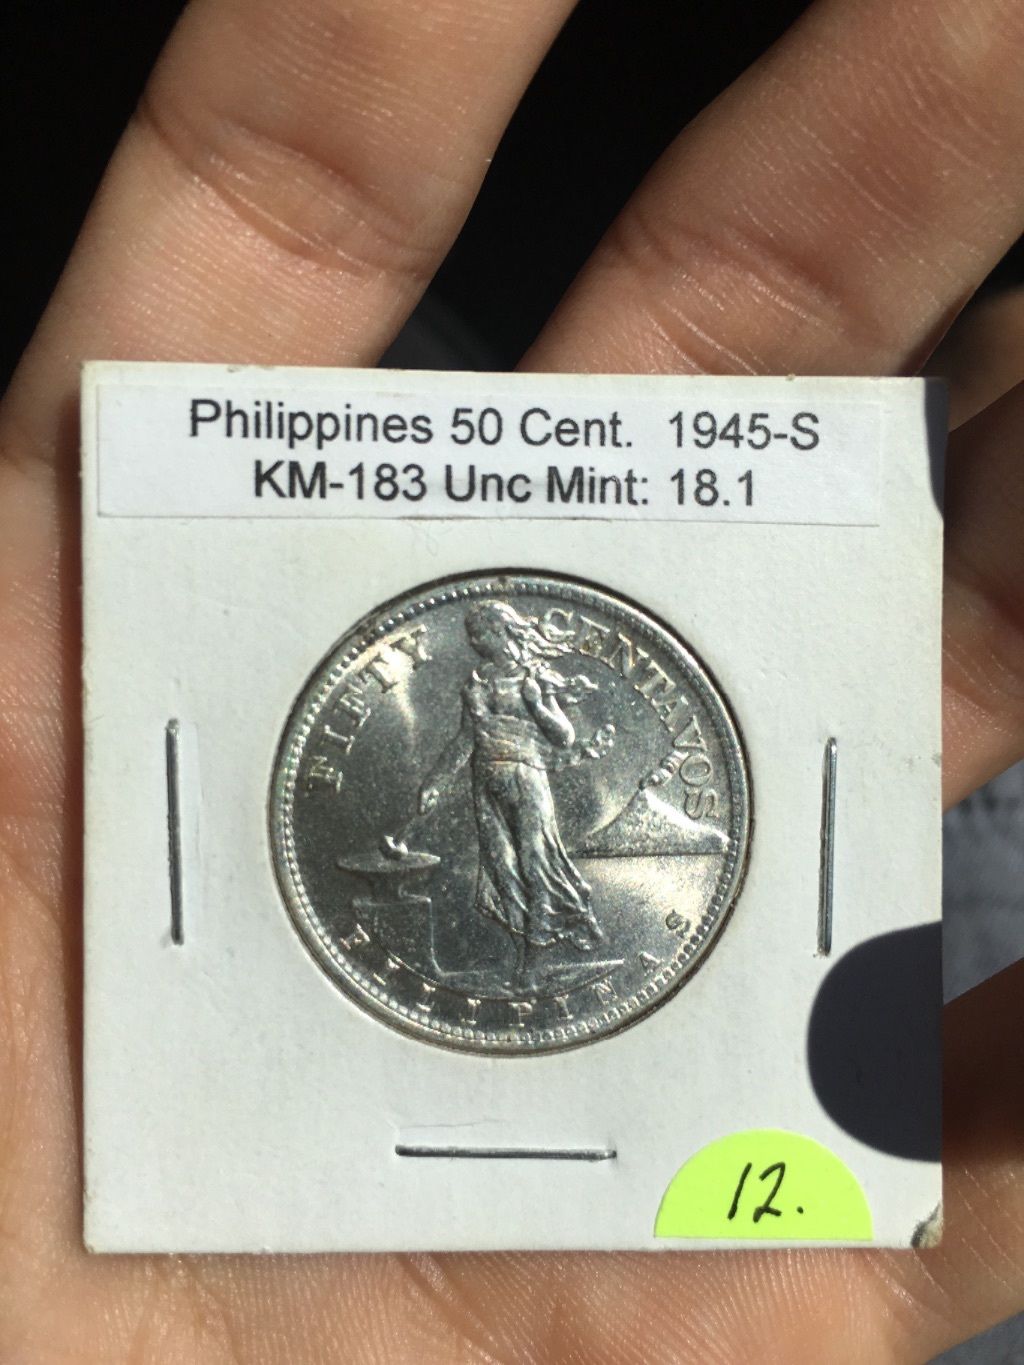 Philippines 50 Cent. 1945-S
KM-183 Unc Mint: 18.1
FIFTY CENTAVOS
FILIPINAS
12.